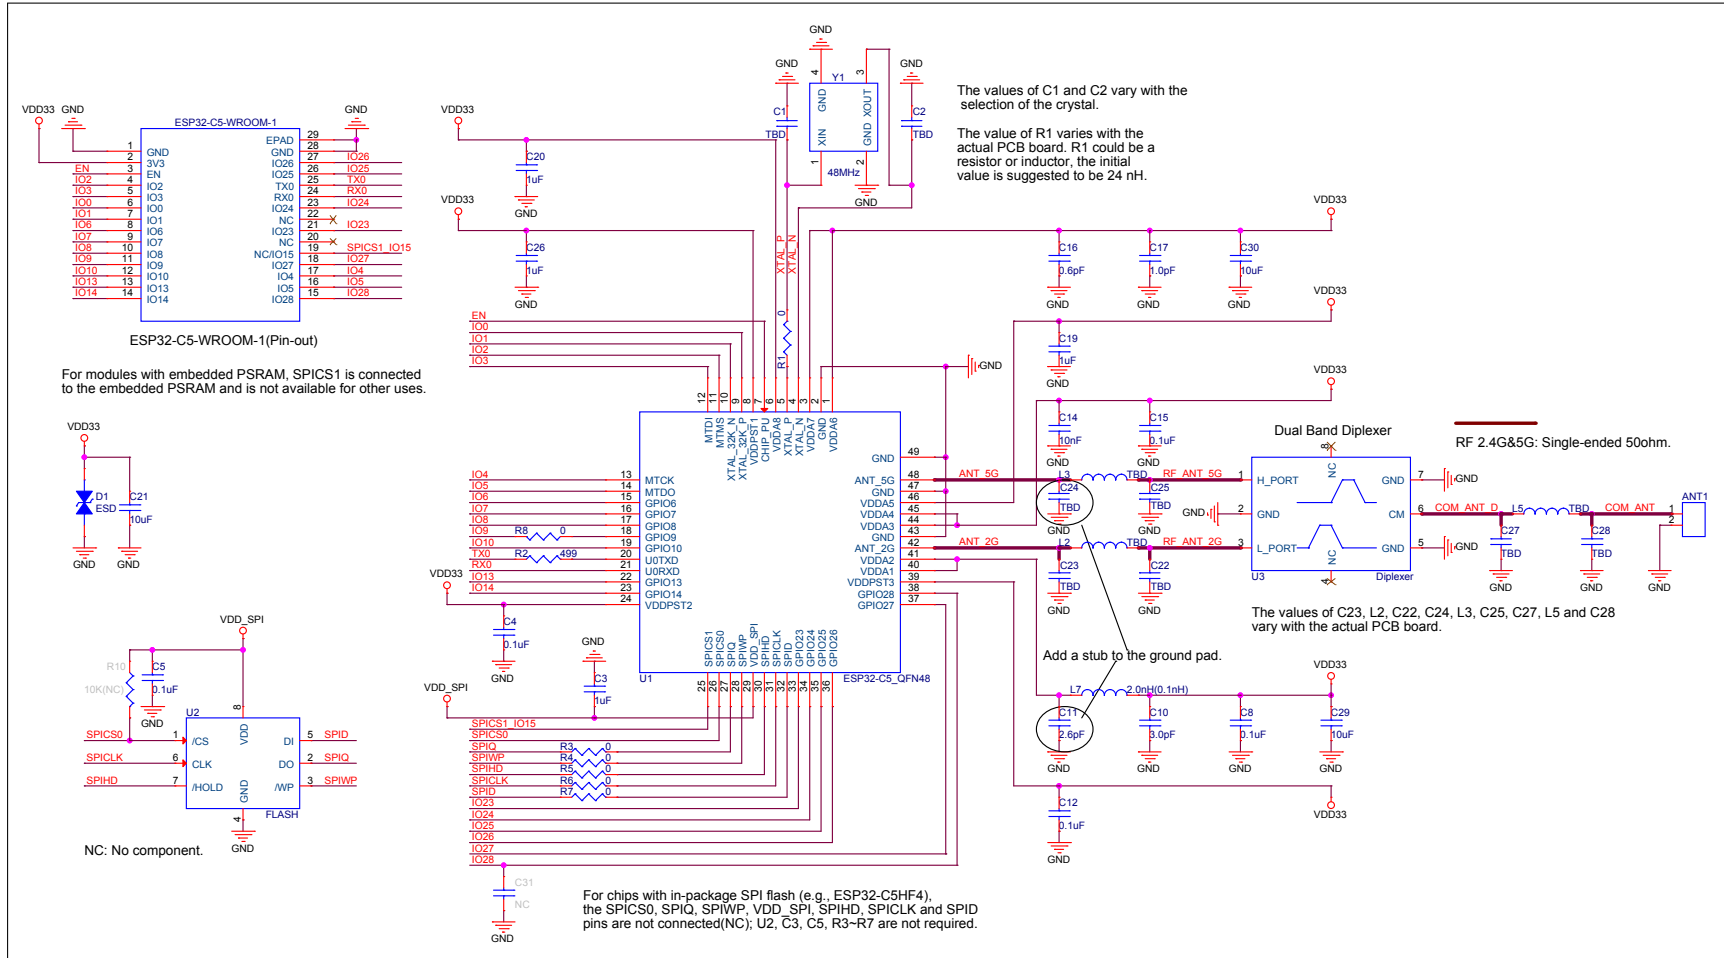 GND
GND
GND
4
3
Y1
GND
XOUT
C1
C2
TBD
TBD
XIN
GND
1
2
48MHz
GND
The values of C1 and C2 vary with the
selection of the crystal.
The value of R1 varies with the
actual PCB board. R1 could be a
resistor or inductor, the initial
value is suggested to be 24 nH.
VDD33
GND
GND
ESP32-C5-WROOM-1
EPAD 29
1 GND
GND 28
2 3V3
IO26 27 IO26
EN 3 EN
IO25 26 IO25
IO2 4 IO2
TX0 25 TX0
IO3 5 IO3
RX0 24 RX0
IO0 6 IO0
IO24 23 IO24
IO1 7 IO1
NC 22
IO6 8 IO6
IO23 21 IO23
IO7 9 IO7
NC 20
IO8 10 IO8
NC/IO15 19 SPICS1_IO15
IO9 11 IO9
IO27 18 IO27
IO10 12 IO10
IO4 17 IO4
IO13 13 IO13
IO5 16 IO5
IO14 14 IO14
IO28 15 IO28
ESP32-C5-WROOM-1(Pin-out)
For modules with embedded PSRAM, SPICS1 is connected
to the embedded PSRAM and is not available for other uses.
VDD33
C20
1uF
GND
VDD33
C26
1uF
GND
XTAL_P
XTAL_N
R1
0
VDD33
C16
0.6pF
GND
C17
1.0pF
GND
C30
10uF
GND
VDD33
C19
1uF
GND
VDD33
C14
10nF
GND
C15
0.1uF
GND
GND
EN
IO0
IO1
IO2
IO3
12 MTDI
11 MTMS
10 XTAL_32K_N
9 XTAL_32K_P
8 VDDPST1
7 CHIP_PU
6 VDDA8
5 XTAL_P
4 XTAL_N
3 VDDA7
2 GND
1 VDDA6
IO4 13 MTCK
IO5 14 MTDO
IO6 15 GPIO6
IO7 16 GPIO7
IO8 17 GPIO8
IO9 R8 0 18 GPIO9
IO10 19 GPIO10
TX0 R2 499 20 U0TXD
RX0 21 U0RXD
IO13 22 GPIO13
IO14 23 GPIO14
24 VDDPST2
GND 49
ANT_5G 48 ANT_5G
GND 47
VDDA5 46
VDDA4 45
VDDA3 44
GND 43
ANT_2G 42 ANT_2G
VDDA2 41
VDDA1 40
VDDPST3 39
GPIO28 38
GPIO27 37
25 SPICS1
26 SPICS0
27 SPIQ
28 SPIWP
29 VDD_SPI
30 SPIHD
31 SPICLK
32 SPID
33 GPIO23
34 GPIO24
35 GPIO25
36 GPIO26
U1
ESP32-C5_QFN48
VDD33
C4
0.1uF
GND
GND
C3
1uF
VDD_SPI
SPICS1_IO15
SPICS0
SPIQ R3 0
SPIWP R4 0
SPIHD R5 0
SPICLK R6 0
SPID R7 0
IO23
IO24
IO25
IO26
IO27
IO28
C31
NC
GND
VDD33
D1
ESD
C21
10uF
GND
GND
VDD_SPI
R10
10K(NC)
C5
0.1uF
GND
U2
8
VDD
SPICS0 1 /CS
DI 5 SPID
SPICLK 6 CLK
DO 2 SPIQ
SPIHD 7 /HOLD
/WP 3 SPIWP
GND
4
FLASH
GND
NC: No component.
L3 TBD
RF_ANT_5G
C24
TBD
GND
C25
TBD
GND
L2 TBD
RF_ANT_2G
C23
TBD
GND
C22
TBD
GND
Dual Band Diplexer
8
NC
1 H_PORT
GND 7 GND
GND 2 GND
CM 6
3 L_PORT
GND 5 GND
NC
4
U3
Diplexer
RF 2.4G&5G: Single-ended 50ohm.
COM_ANT_D L5 TBD COM_ANT
ANT1
1
2
C27
TBD
GND
C28
TBD
GND
GND
The values of C23, L2, C22, C24, L3, C25, C27, L5 and C28
vary with the actual PCB board.
Add a stub to the ground pad.
L7 2.0nH(0.1nH)
VDD33
C11
2.6pF
GND
C10
3.0pF
GND
C8
0.1uF
GND
C29
10uF
GND
C12
0.1uF
GND
VDD33
For chips with in-package SPI flash (e.g., ESP32-C5HF4),
the SPICS0, SPIQ, SPIWP, VDD_SPI, SPIHD, SPICLK and SPID
pins are not connected(NC); U2, C3, C5, R3~R7 are not required.